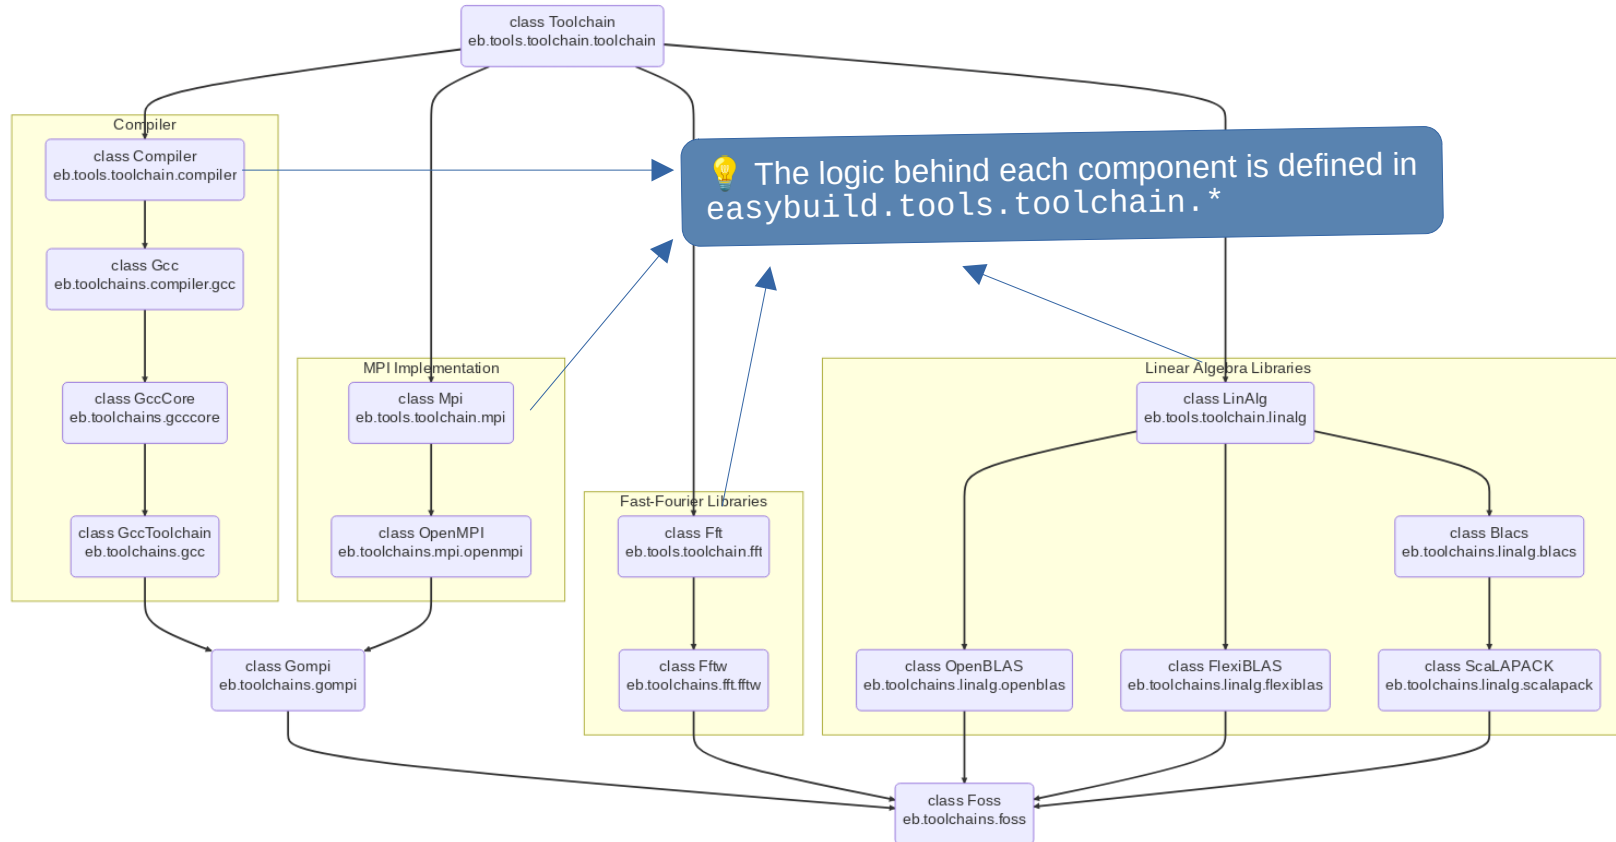 class Toolchain
eb.tools.toolchain.toolchain
Compiler
class Compiler
eb.tools.toolchain.compiler
💡 The logic behind each component is defined in
easybuild.tools.toolchain.*
class Gcc
eb.toolchains.compiler.gcc
MPI Implementation
Linear Algebra Libraries
class GccCore
eb.toolchains.gcccore
class Mpi
eb.tools.toolchain.mpi
class LinAlg
eb.tools.toolchain.linalg
Fast-Fourier Libraries
class GccToolchain
eb.toolchains.gcc
class OpenMPI
eb.toolchains.mpi.openmpi
class Fft
eb.tools.toolchain.fft
class Blacs
eb.toolchains.linalg.blacs
class Gompi
eb.toolchains.gompi
class Fftw
eb.toolchains.fft.fftw
class OpenBLAS
eb.toolchains.linalg.openblas
class FlexiBLAS
eb.toolchains.linalg.flexiblas
class ScaLAPACK
eb.toolchains.linalg.scalapack
class Foss
eb.toolchains.foss